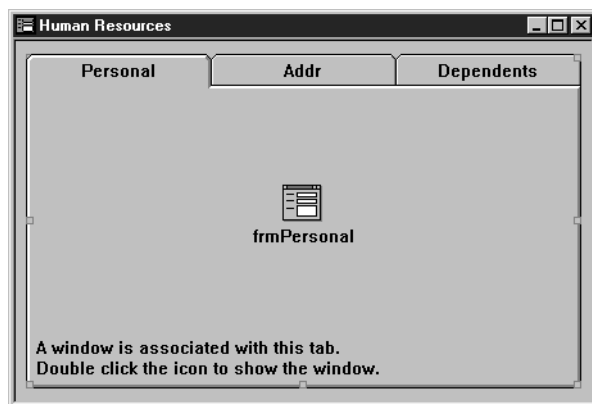 Human Resources
Personal Addr Dependents
frmPersonal
A window is associated with this tab.
Double click the icon to show the window.